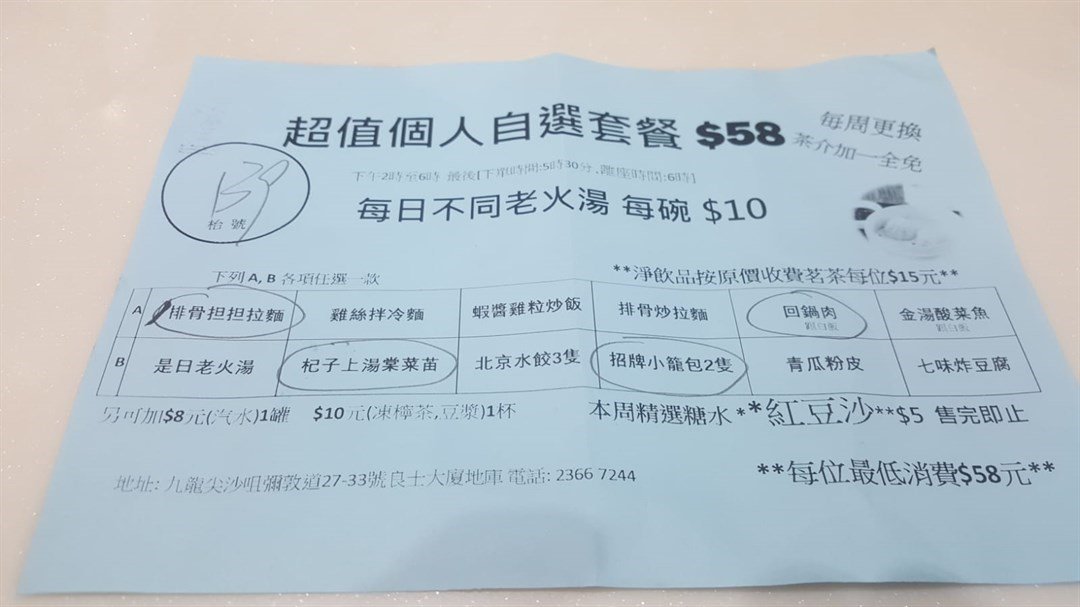 超值個人自選套餐 $58
每周更換
茶介加一全免
下午2時至6時 最後[下單時間:5時30分,離座時間:6時]
B9
枱號
每日不同老火湯 每碗 $10
下列 A, B 各項任選一款
**淨飲品按原價收費茗茶每位$15元**
A 排骨担担拉麵 雞絲拌冷麵 蝦醬雞粒炒飯 排骨炒拉麵 回鍋肉 跟白飯 金湯酸菜魚 跟白飯
B 是日老火湯 杞子上湯棠菜苗 北京水餃3隻 招牌小籠包2隻 青瓜粉皮 七味炸豆腐
另可加$8元(汽水)1罐 $10元(凍檸茶,豆漿)1杯
本周精選糖水 **紅豆沙**$5 售完即止
地址: 九龍尖沙咀彌敦道27-33號良士大廈地庫 電話: 2366 7244
**每位最低消費$58元**